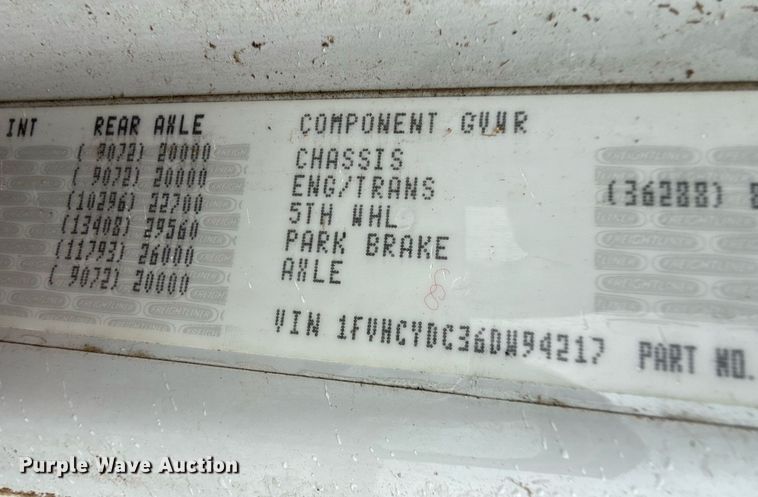 INT REAR AXLE COMPONENT GVWR
( 9072) 20000 CHASSIS
( 9072) 20000 ENG/TRANS (36288) 8
(10296) 22700 5TH WHL
(13408) 29560 PARK BRAKE
(11793) 26000 AXLE
( 9072) 20000
FREIGHTLINER
VIN 1FVHCYDC36DW94217 PART NO.
Purple Wave Auction